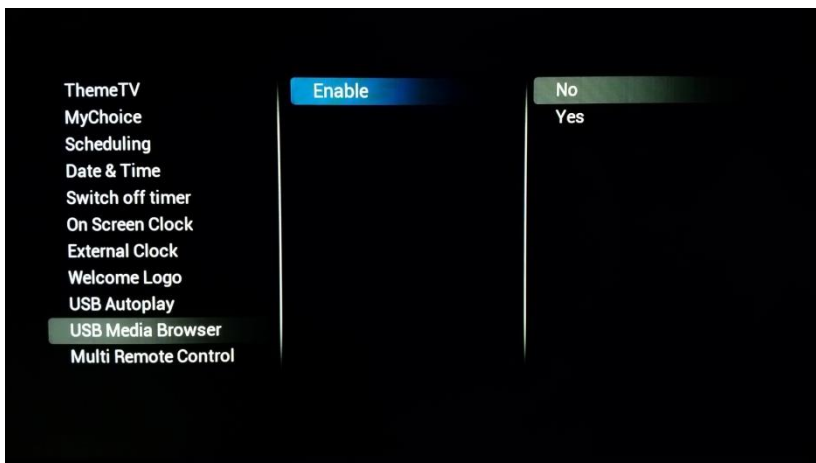 ThemeTV
MyChoice
Scheduling
Date & Time
Switch off timer
On Screen Clock
External Clock
Welcome Logo
USB Autoplay
USB Media Browser
Multi Remote Control
Enable
No
Yes